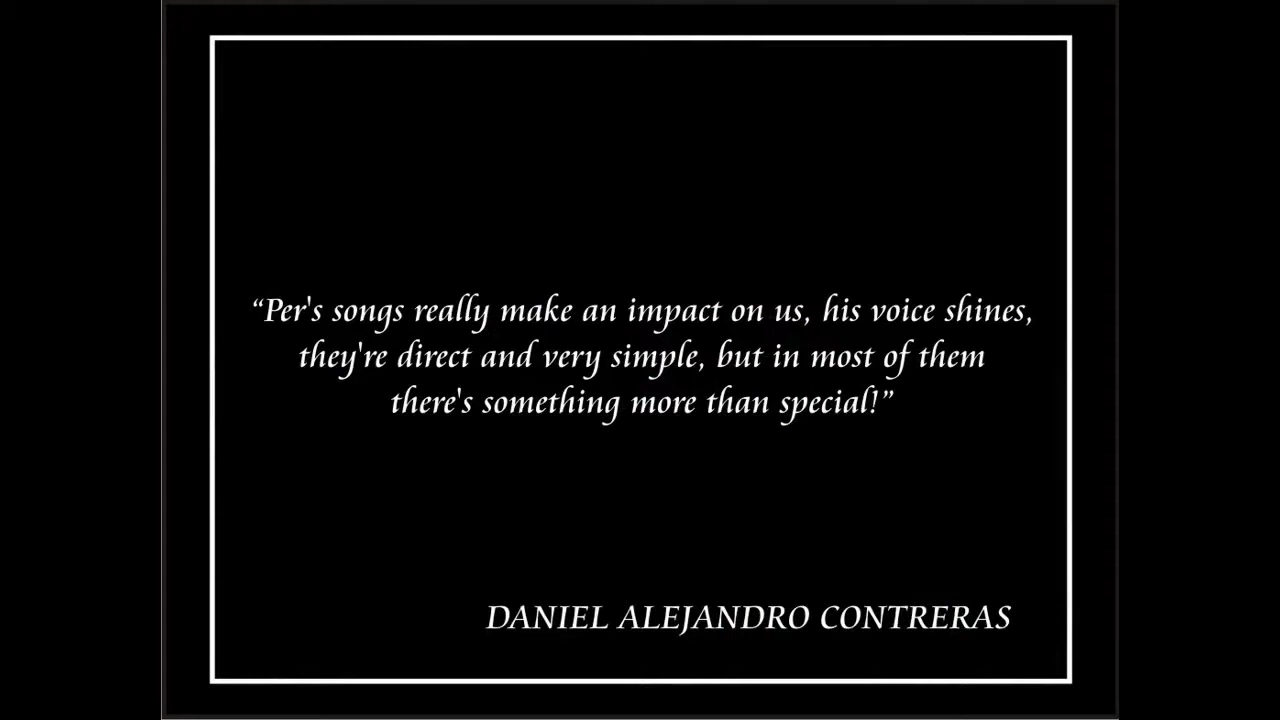 “Per's songs really make an impact on us, his voice shines,
they're direct and very simple, but in most of them
there's something more than special!”
DANIEL ALEJANDRO CONTRERAS